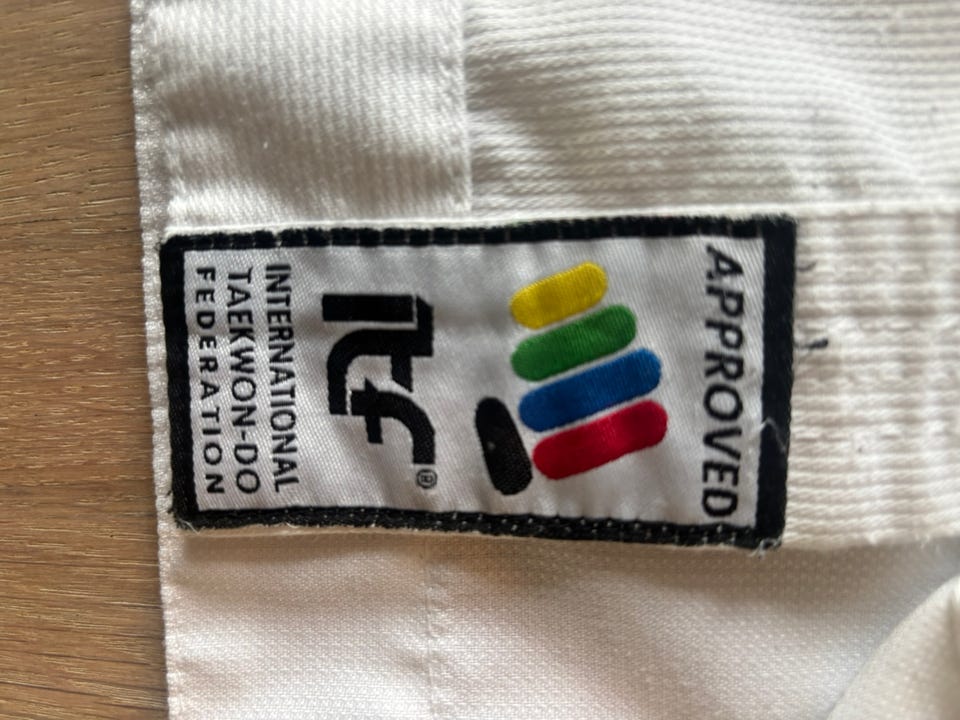 APPROVED
itf®
INTERNATIONAL
TAEKWON-DO
FEDERATION